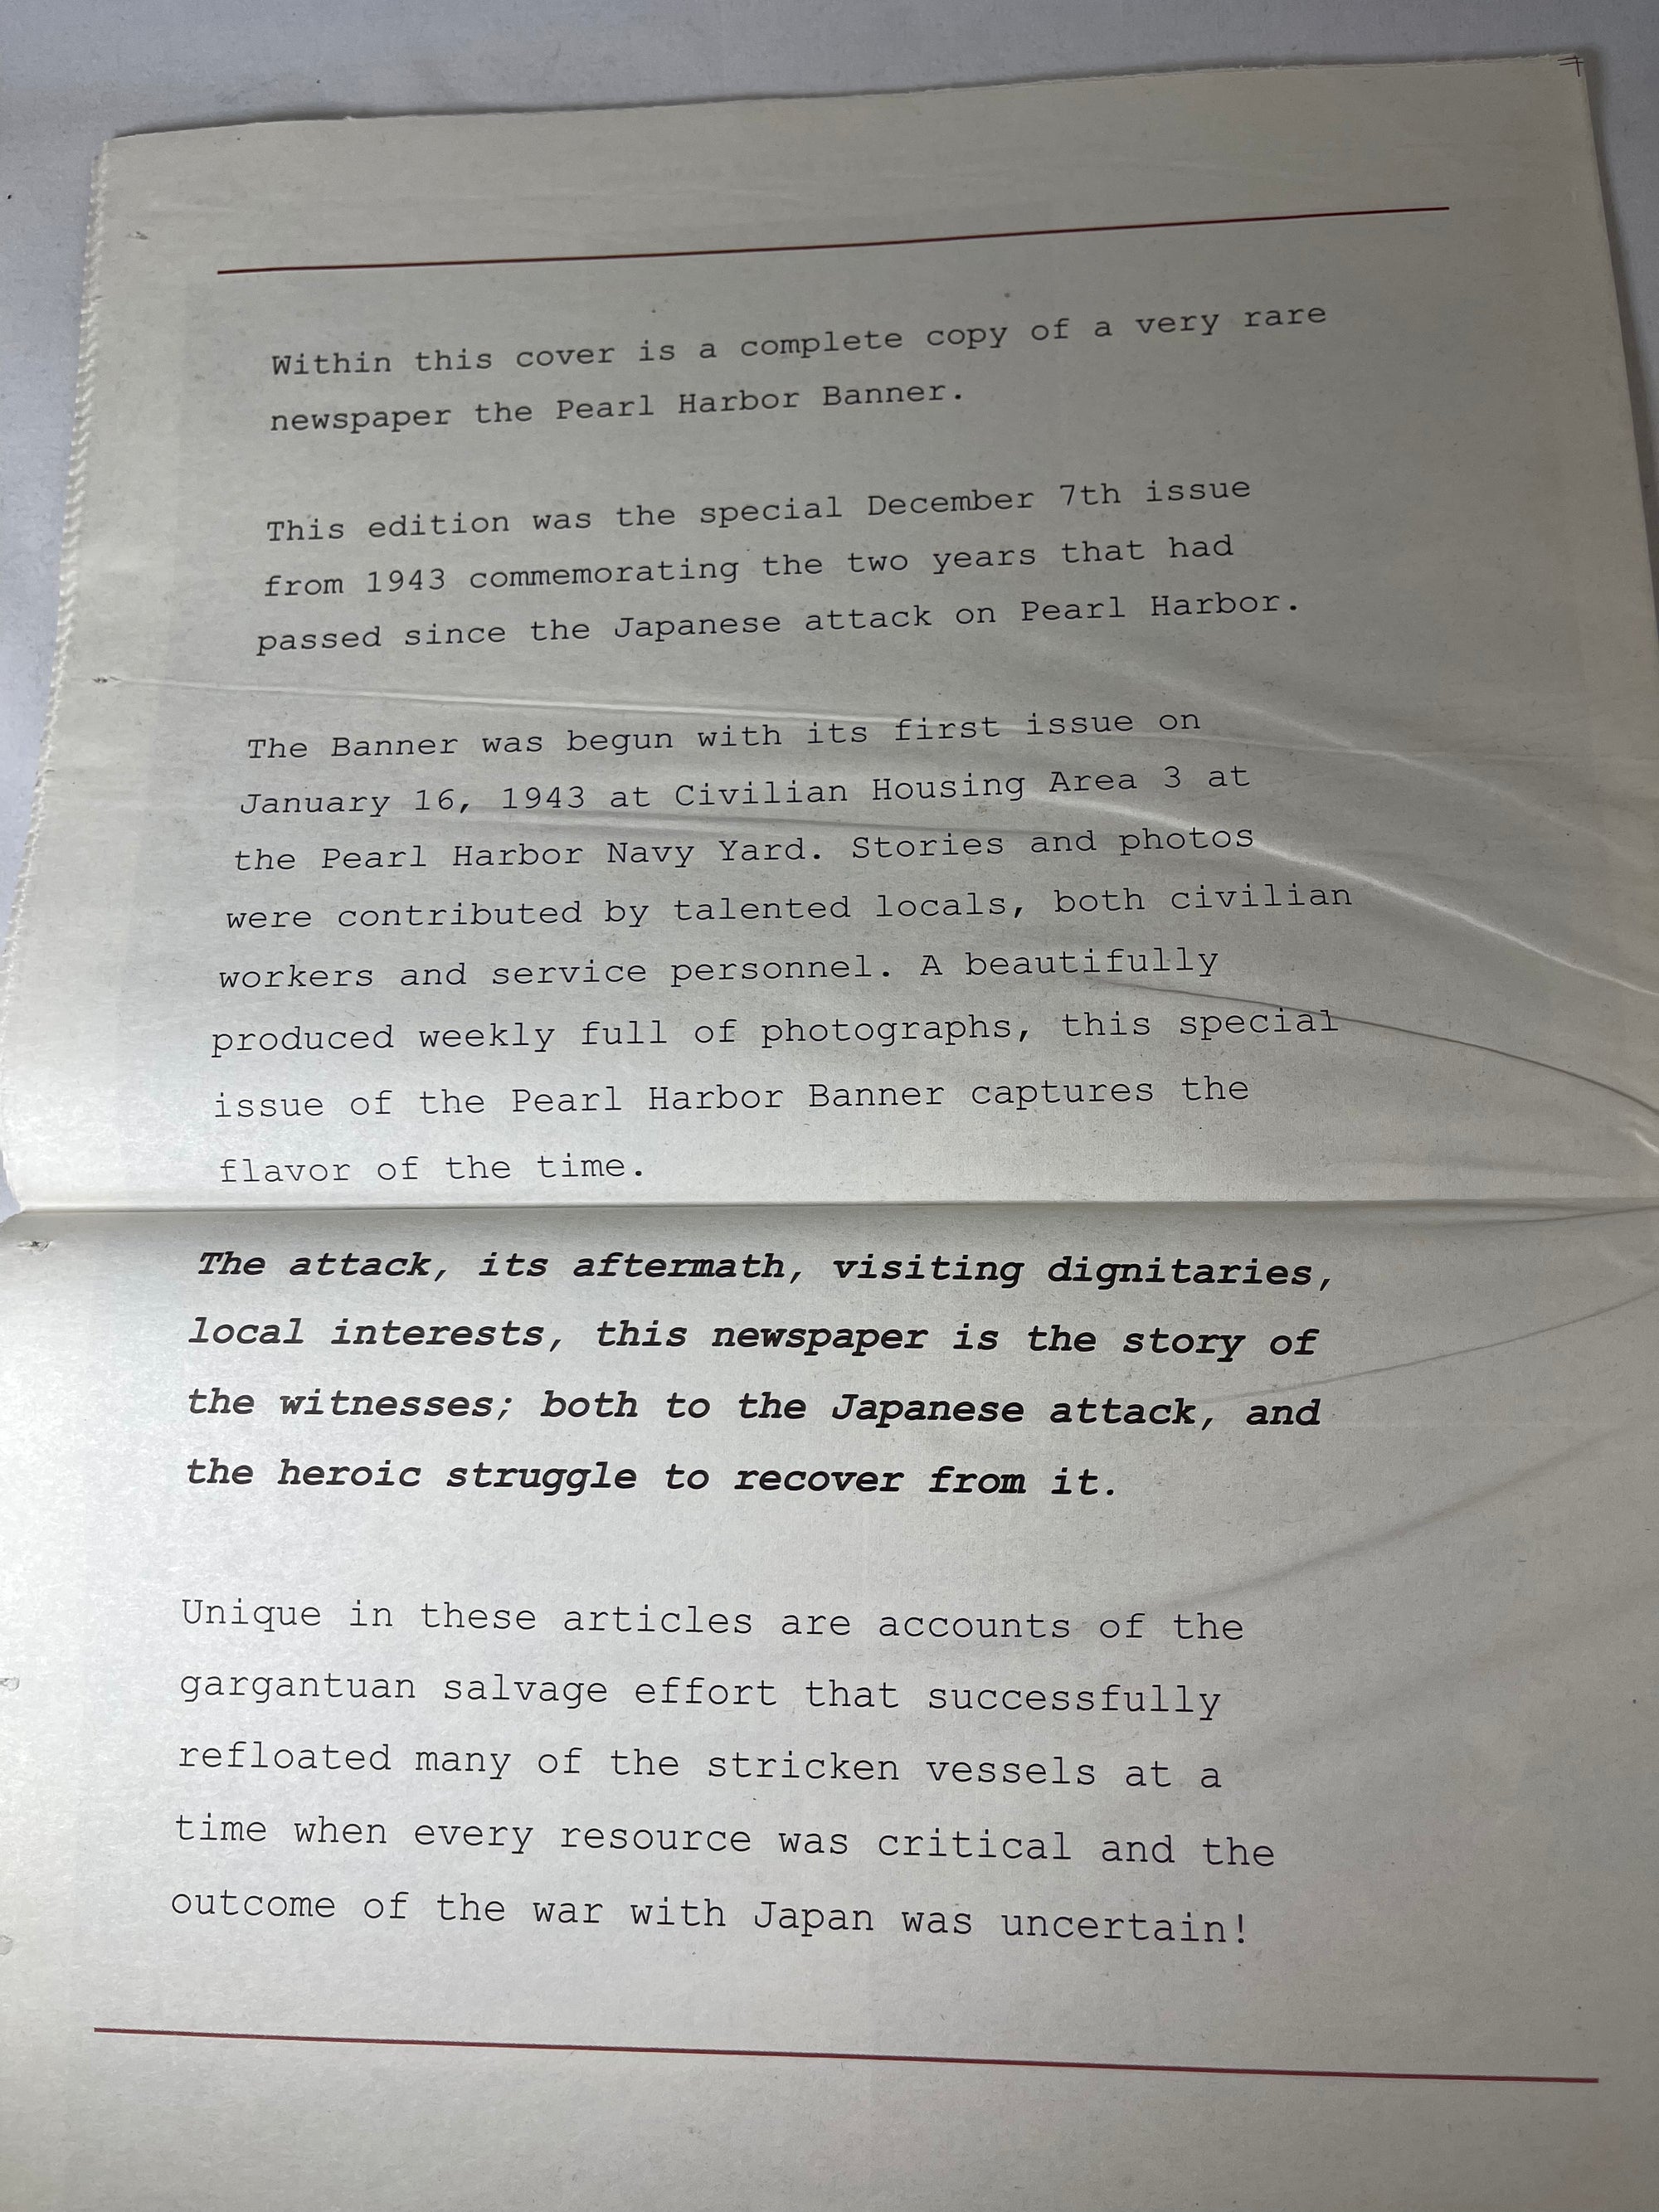 Within this cover is a complete copy of a very rare
newspaper the Pearl Harbor Banner.
This edition was the special December 7th issue
from 1943 commemorating the two years that had
passed since the Japanese attack on Pearl Harbor.
The Banner was begun with its first issue on
January 16, 1943 at Civilian Housing Area 3 at
the Pearl Harbor Navy Yard. Stories and photos
were contributed by talented locals, both civilian
workers and service personnel. A beautifully
produced weekly full of photographs, this special
issue of the Pearl Harbor Banner captures the
flavor of the time.
The attack, its aftermath, visiting dignitaries,
local interests, this newspaper is the story of
the witnesses; both to the Japanese attack, and
the heroic struggle to recover from it.
Unique in these articles are accounts of the
gargantuan salvage effort that successfully
refloated many of the stricken vessels at a
time when every resource was critical and the
outcome of the war with Japan was uncertain!